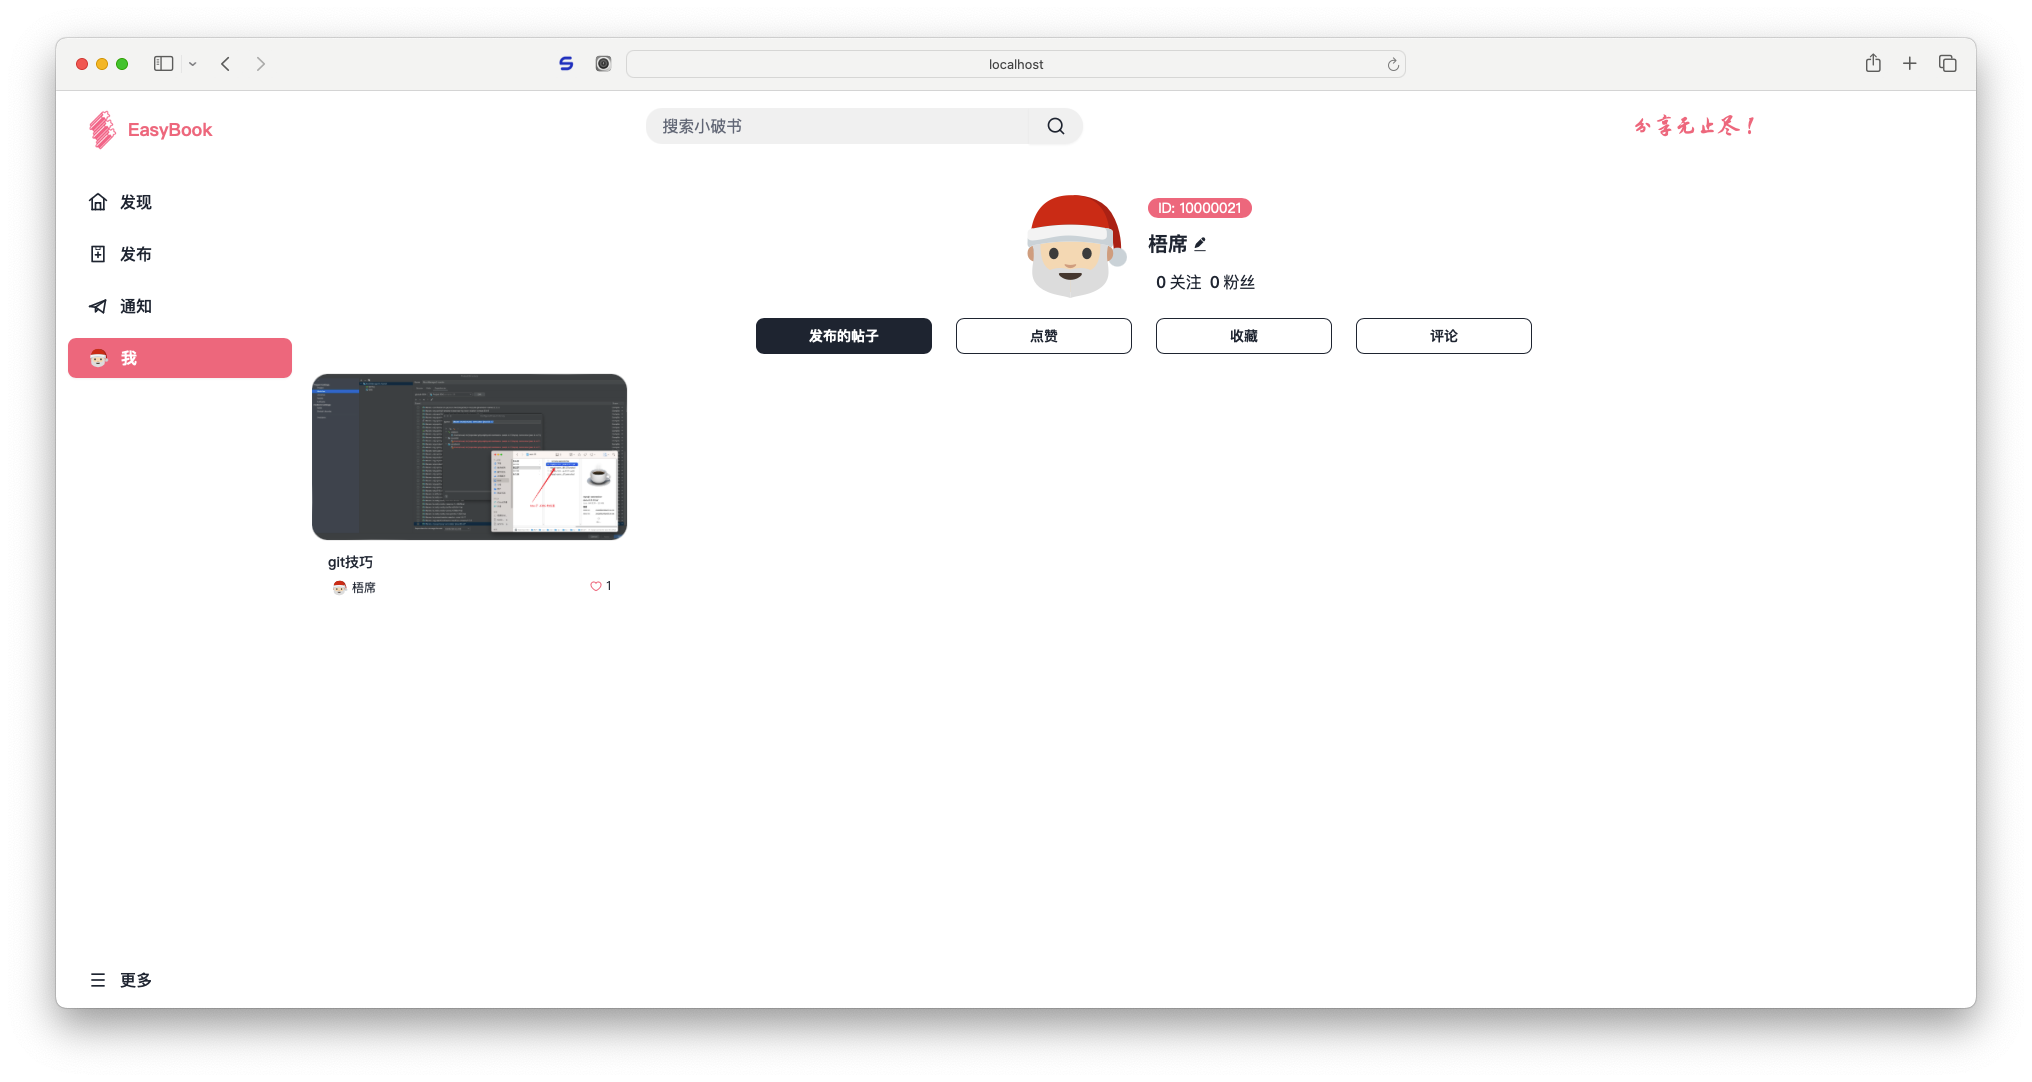 localhost
EasyBook
搜索小破书
分享无止尽！
发现
发布
通知
我
ID: 10000021
梧席
0 关注 0 粉丝
发布的帖子
点赞
收藏
评论
git技巧
梧席
1
更多